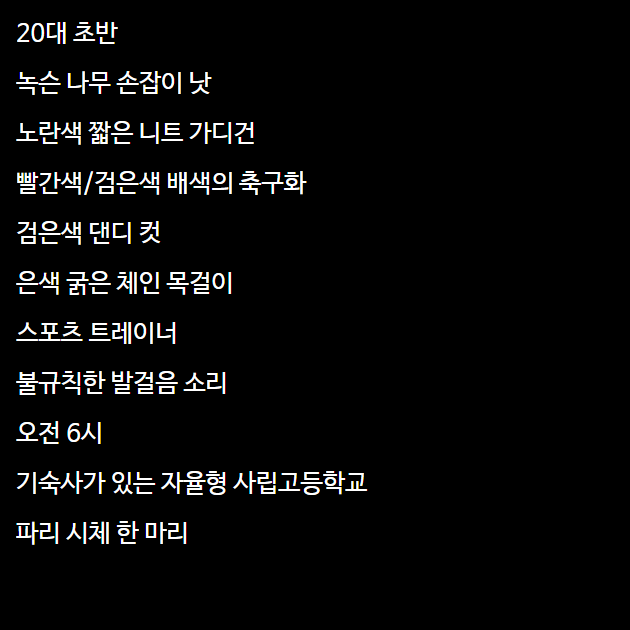 20대 초반
녹슨 나무 손잡이 낫
노란색 짧은 니트 가디건
빨간색/검은색 배색의 축구화
검은색 댄디 컷
은색 굵은 체인 목걸이
스포츠 트레이너
불규칙한 발걸음 소리
오전 6시
기숙사가 있는 자율형 사립고등학교
파리 시체 한 마리